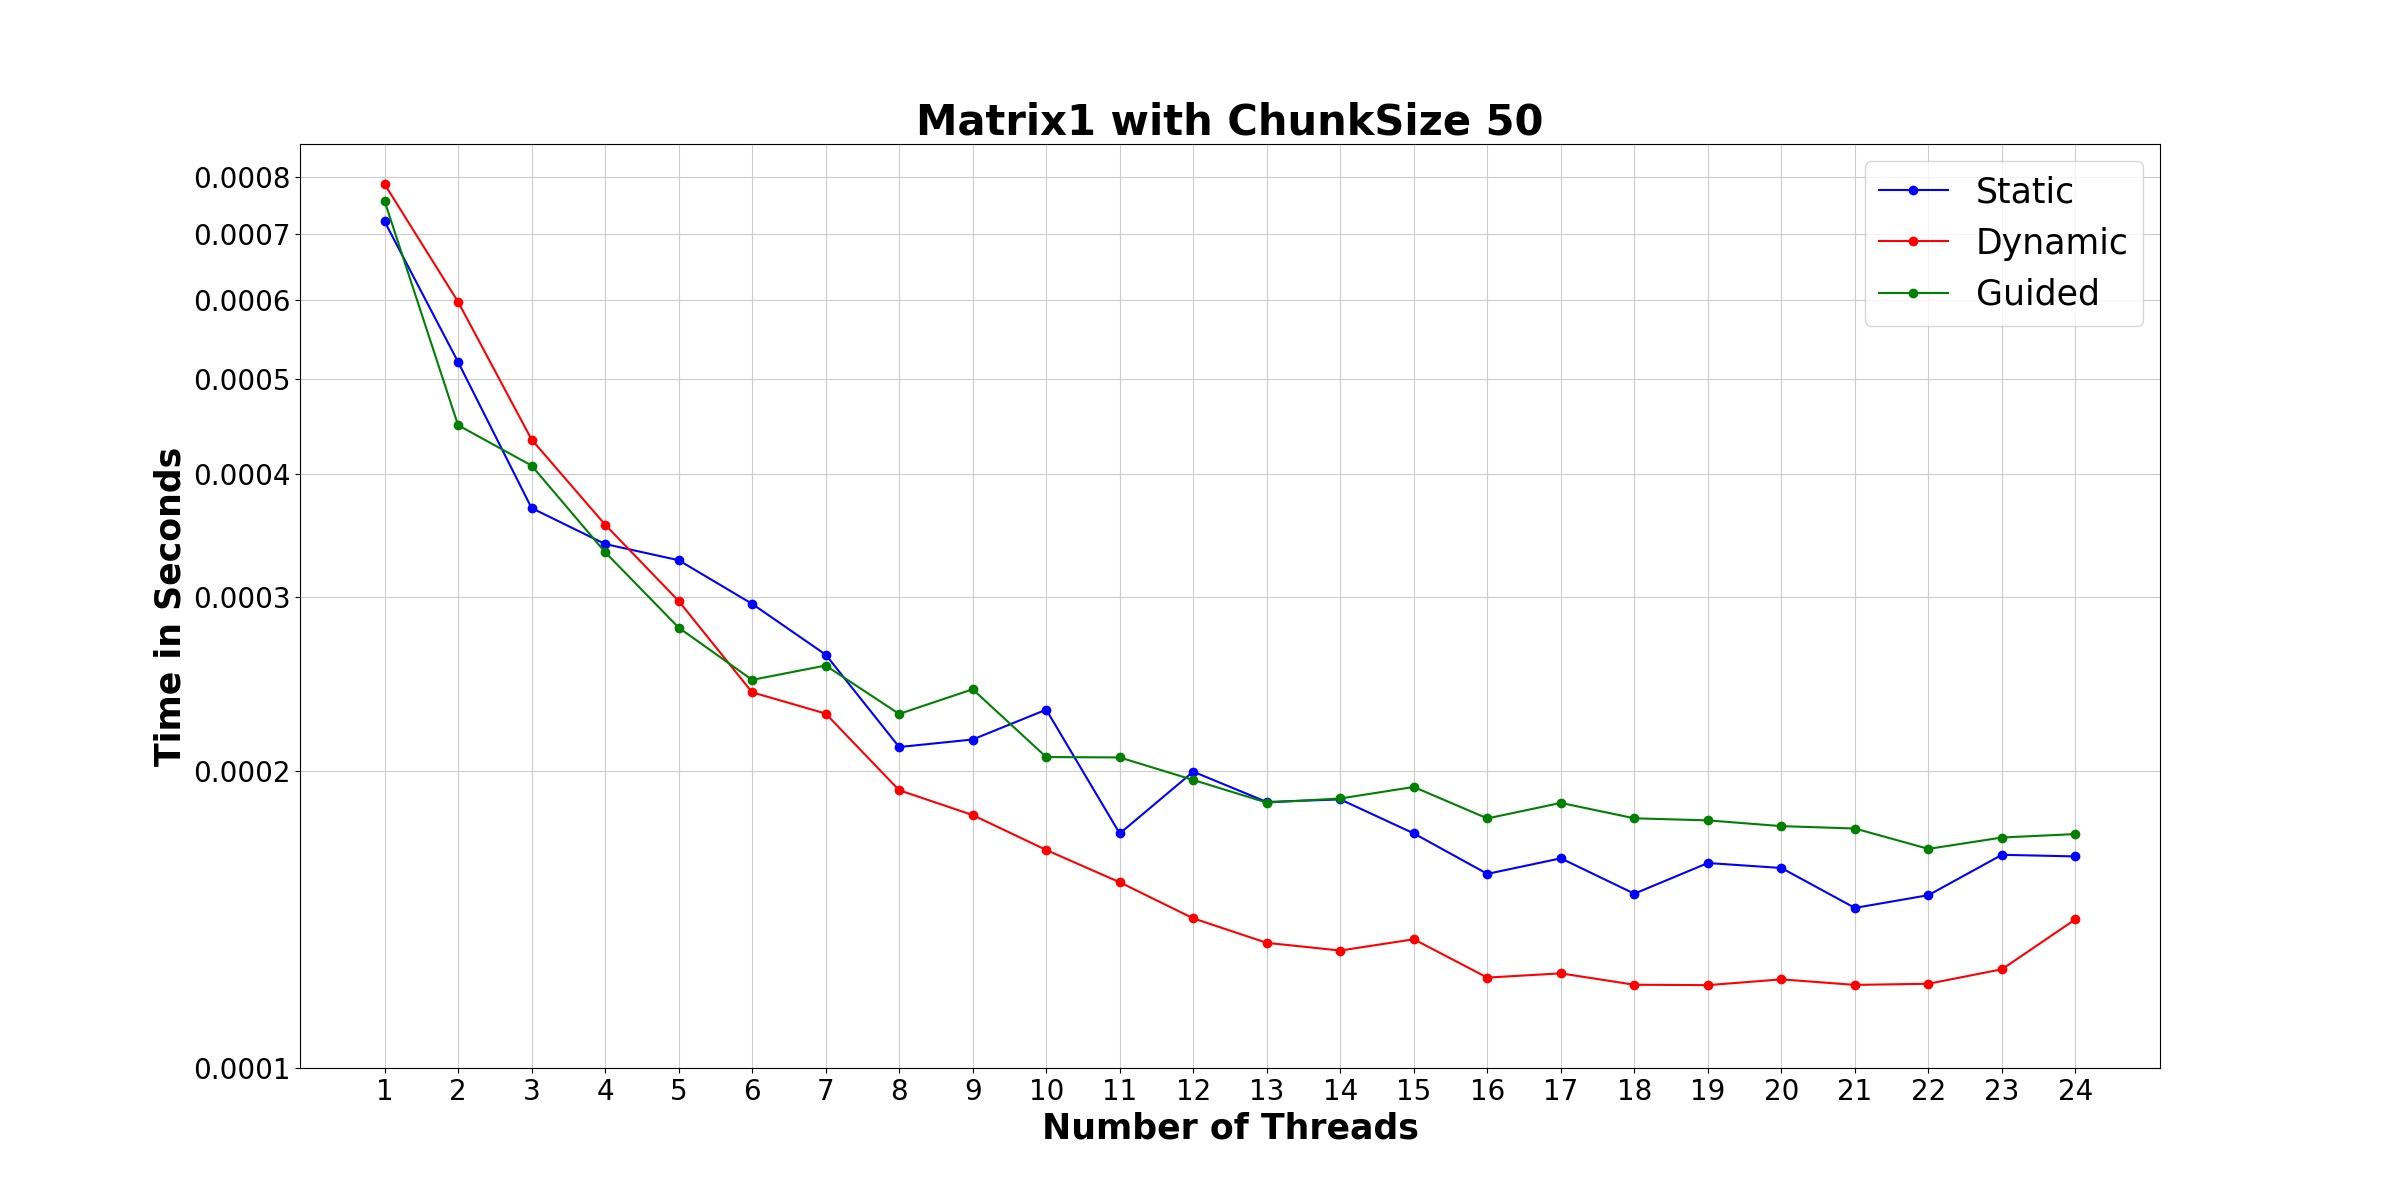 Matrix1 with ChunkSize 50
Static
Dynamic
Guided
Time in Seconds
0.0008
0.0007
0.0006
0.0005
0.0004
0.0003
0.0002
0.0001
1 2 3 4 5 6 7 8 9 10 11 12 13 14 15 16 17 18 19 20 21 22 23 24
Number of Threads